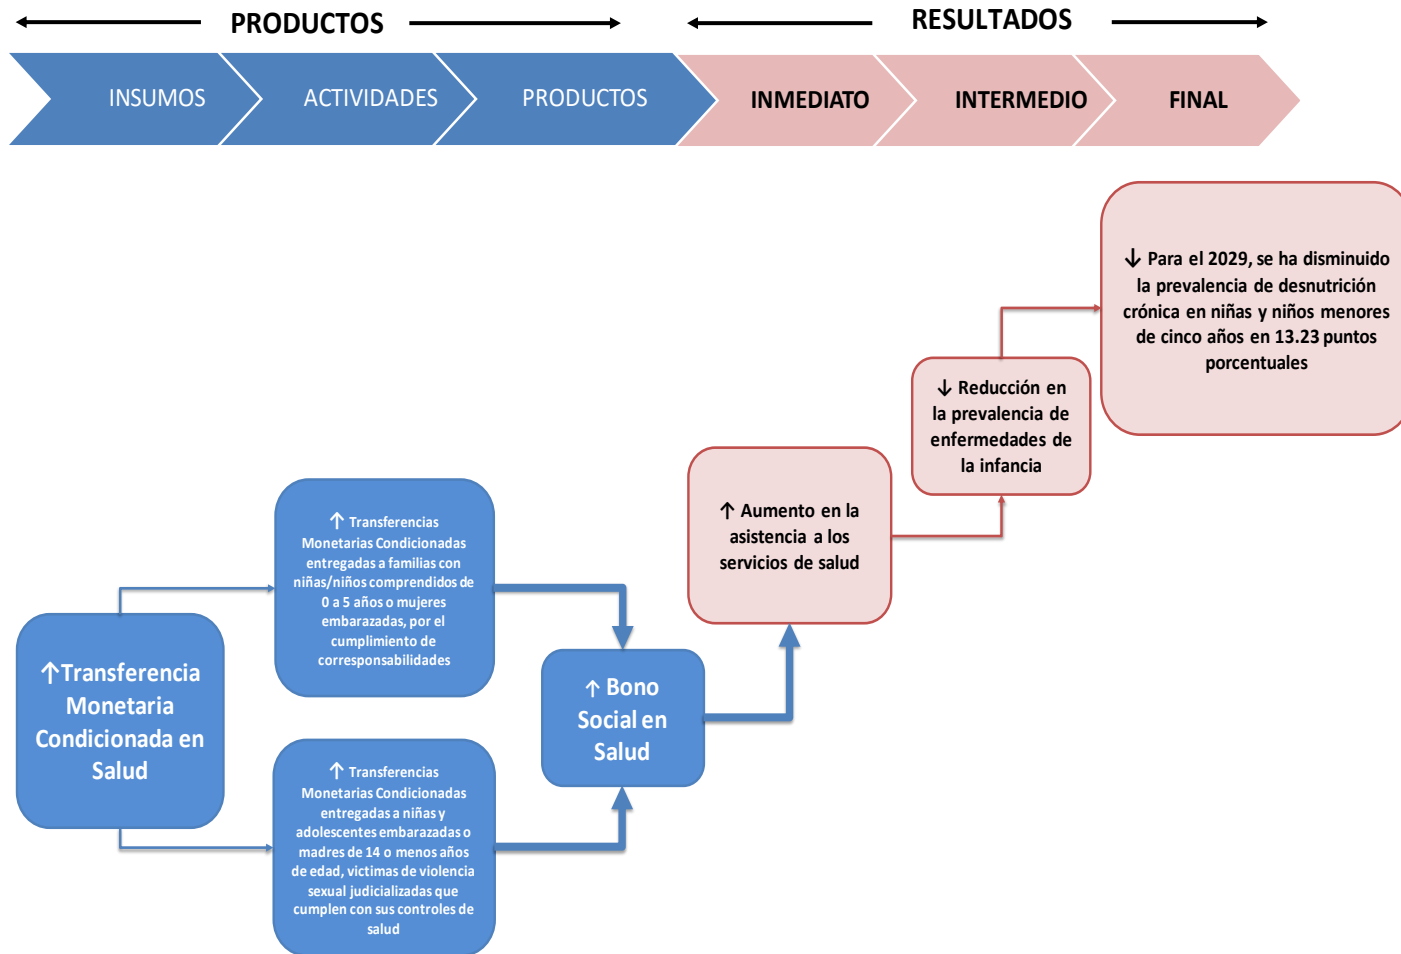 PRODUCTOS
RESULTADOS
INSUMOS
ACTIVIDADES
PRODUCTOS
INMEDIATO
INTERMEDIO
FINAL
↓ Para el 2029, se ha disminuido
la prevalencia de desnutrición
crónica en niñas y niños menores
de cinco años en 13.23 puntos
porcentuales
↓ Reducción en
la prevalencia de
enfermedades de
la infancia
↑ Aumento en la
asistencia a los
servicios de salud
↑ Transferencias
Monetarias Condicionadas
entregadas a familias con
niñas/niños comprendidos de
0 a 5 años o mujeres
embarazadas, por el
cumplimiento de
corresponsabilidades
↑Transferencia
Monetaria
Condicionada en
Salud
↑ Bono
Social en
Salud
↑ Transferencias
Monetarias Condicionadas
entregadas a niñas y
adolescentes embarazadas o
madres de 14 o menos años
de edad, victimas de violencia
sexual judicializadas que
cumplen con sus controles de
salud